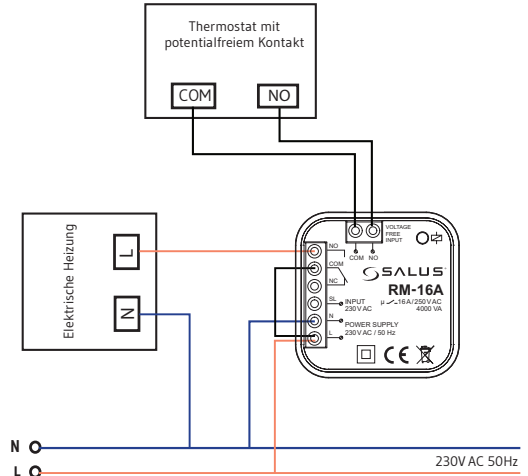 Thermostat mit
potentialfreiem Kontakt
COM
NO
Elektrische Heizung
L
N
VOLTAGE
FREE
INPUT
COM NO
NO
COM
NC
SL
INPUT
230V AC
N
L
POWER SUPPLY
230V AC / 50 Hz
SALUS
RM-16A
μ 16A/250V AC
4000 VA
CE
N
L
230V AC 50Hz